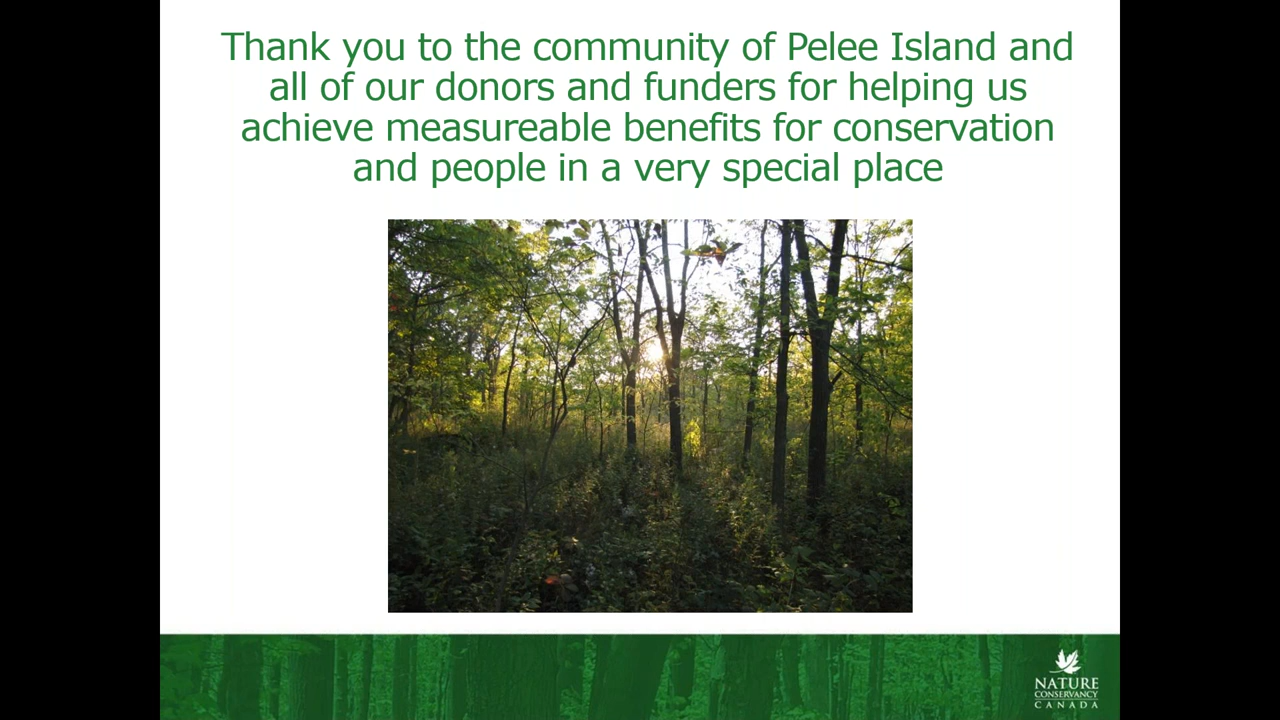 Thank you to the community of Pelee Island and
all of our donors and funders for helping us
achieve measureable benefits for conservation
and people in a very special place
NATURE
CONSERVANCY
CANADA